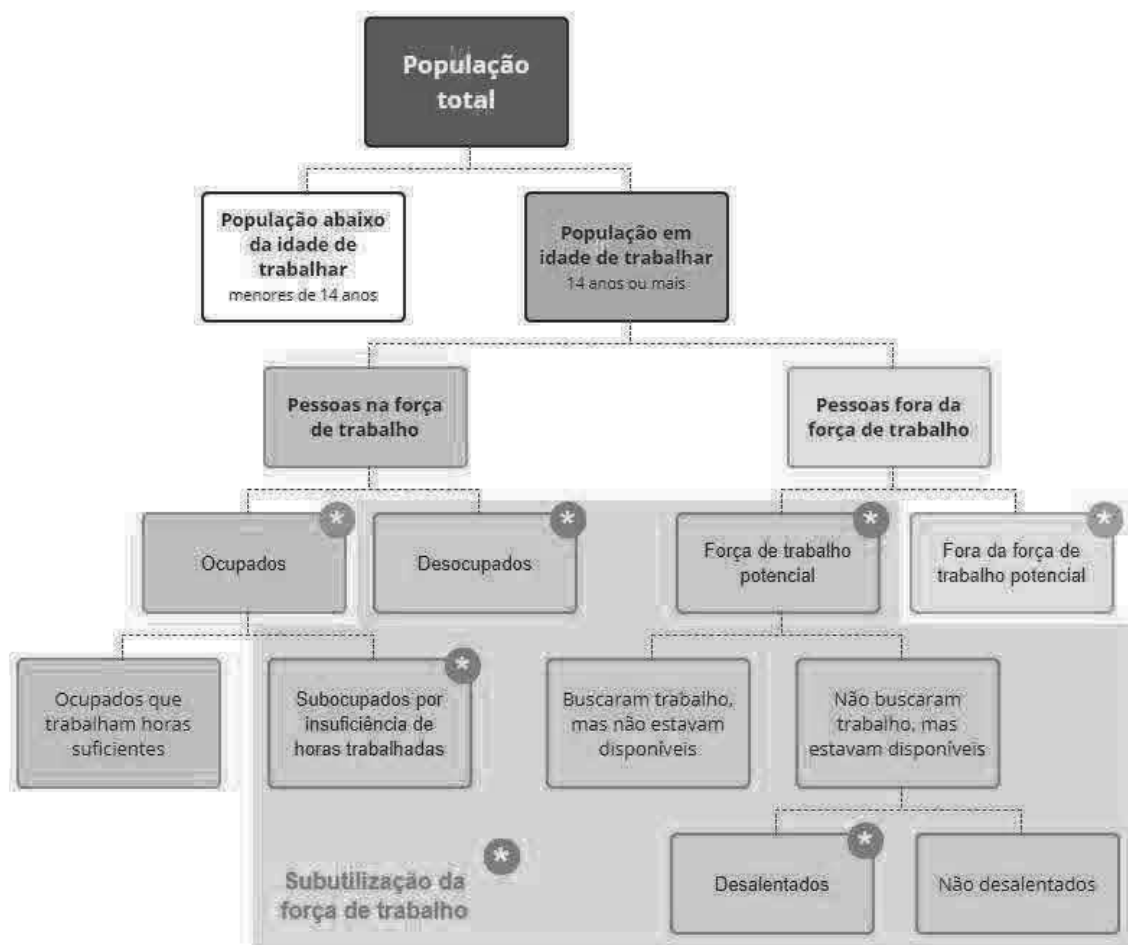 População
total
População abaixo
da idade de
trabalhar
menores de 14 anos
População em
idade de trabalhar
14 anos ou mais
Pessoas na força
de trabalho
Pessoas fora da
força de trabalho
*
Ocupados
*
Desocupados
*
Força de trabalho
potencial
*
Fora da força de
trabalho potencial
Ocupados que
trabalham horas
suficientes
*
Subocupados por
insuficiência de
horas trabalhadas
Buscaram trabalho,
mas não estavam
disponíveis
Não buscaram
trabalho, mas
estavam disponíveis
*
Subutilização da
força de trabalho
*
Desalentados
Não desalentados